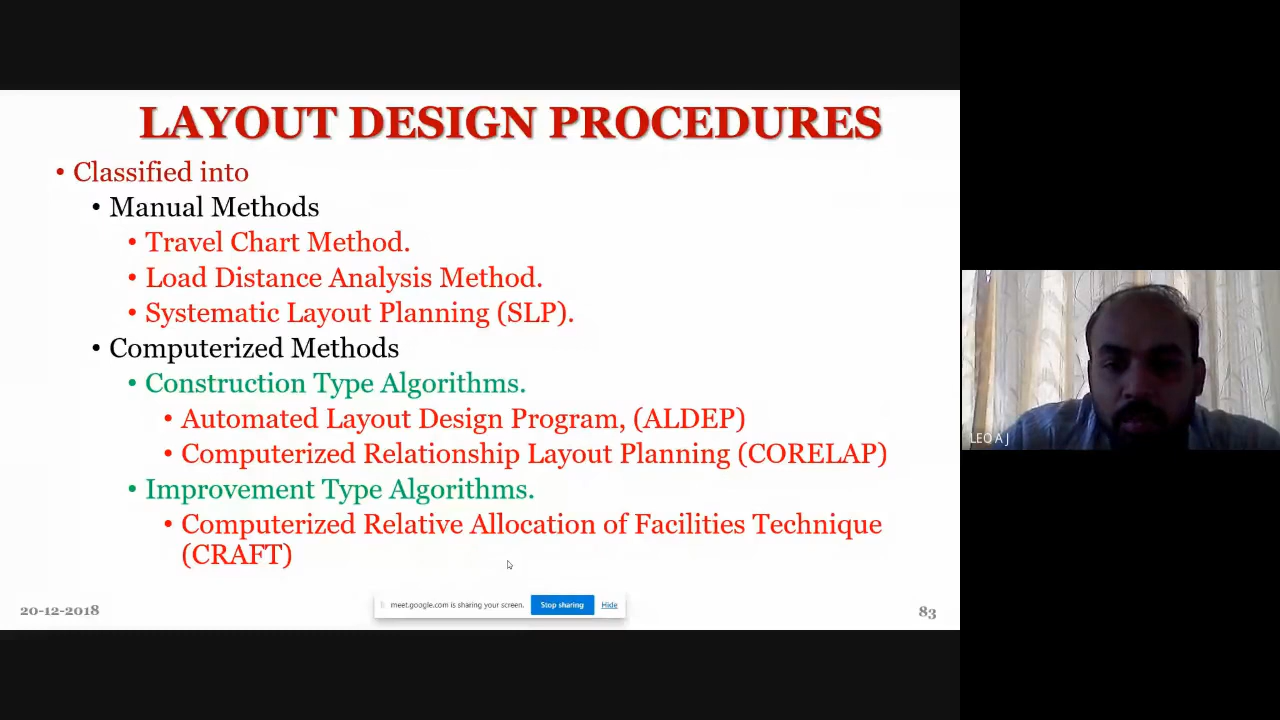 LAYOUT DESIGN PROCEDURES
• Classified into
• Manual Methods
• Travel Chart Method.
• Load Distance Analysis Method.
• Systematic Layout Planning (SLP).
• Computerized Methods
• Construction Type Algorithms.
• Automated Layout Design Program, (ALDEP)
• Computerized Relationship Layout Planning (CORELAP)
• Improvement Type Algorithms.
• Computerized Relative Allocation of Facilities Technique
(CRAFT)
LEO A J
meet.google.com is sharing your screen. Stop sharing Hide
20-12-2018 83